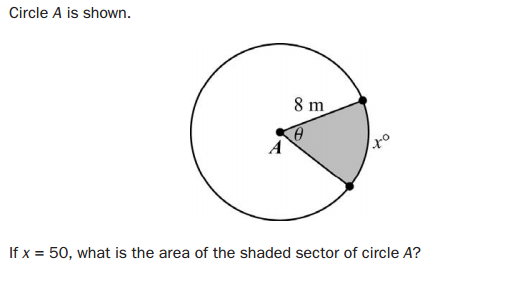 Circle A is shown.
8 m
θ
A
x°
If x = 50, what is the area of the shaded sector of circle A?